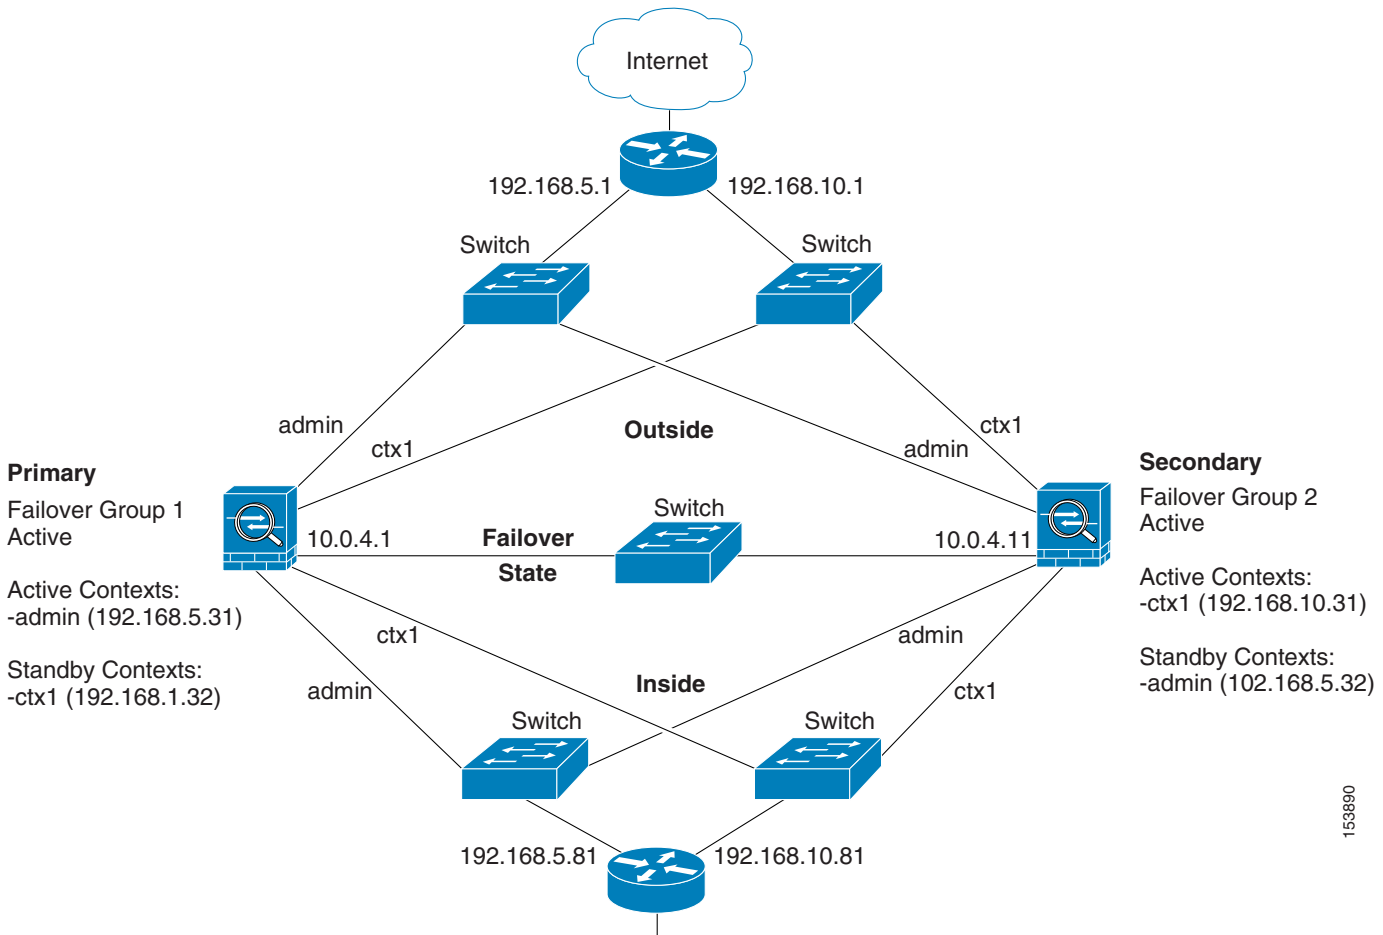 Internet
192.168.5.1
192.168.10.1
Switch
Switch
admin
ctx1
Outside
ctx1
admin
Primary
Failover Group 1
Active
Active Contexts:
-admin (192.168.5.31)
Standby Contexts:
-ctx1 (192.168.1.32)
10.0.4.1
Failover
State
Switch
10.0.4.11
Secondary
Failover Group 2
Active
Active Contexts:
-ctx1 (192.168.10.31)
Standby Contexts:
-admin (102.168.5.32)
ctx1
admin
admin
Inside
ctx1
Switch
Switch
192.168.5.81
192.168.10.81
153890